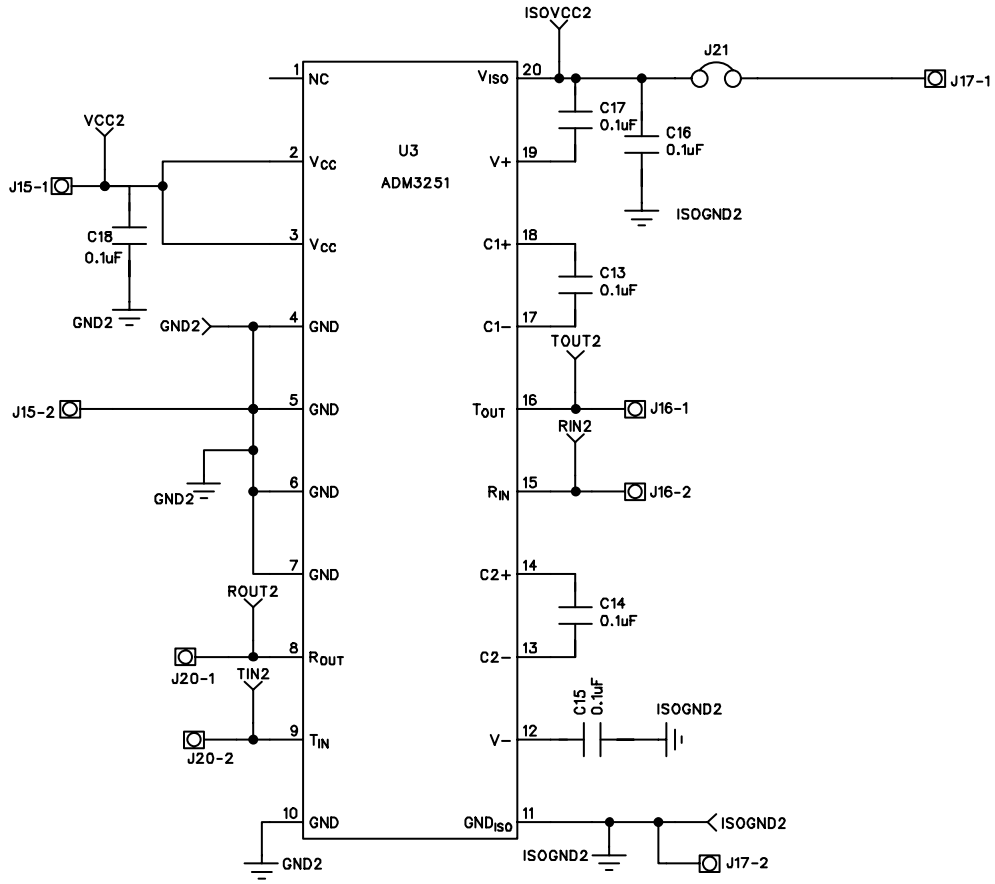 ISOVCC2
J21
1
NC
VISO
20
J17-1
C17
0.1uF
C16
0.1uF
VCC2
U3
ADM3251
2
VCC
V+
19
J15-1
ISOGND2
C18
0.1uF
3
VCC
C1+
18
C13
0.1uF
GND2
GND2
4
GND
C1-
17
TOUT2
J15-2
5
GND
TOUT
16
J16-1
RIN2
GND2
6
GND
RIN
15
J16-2
7
GND
C2+
14
ROUT2
C14
0.1uF
8
ROUT
C2-
13
J20-1
TIN2
C15
0.1uF
ISOGND2
9
TIN
V-
12
J20-2
10
GND
GNDISO
11
ISOGND2
GND2
ISOGND2
J17-2